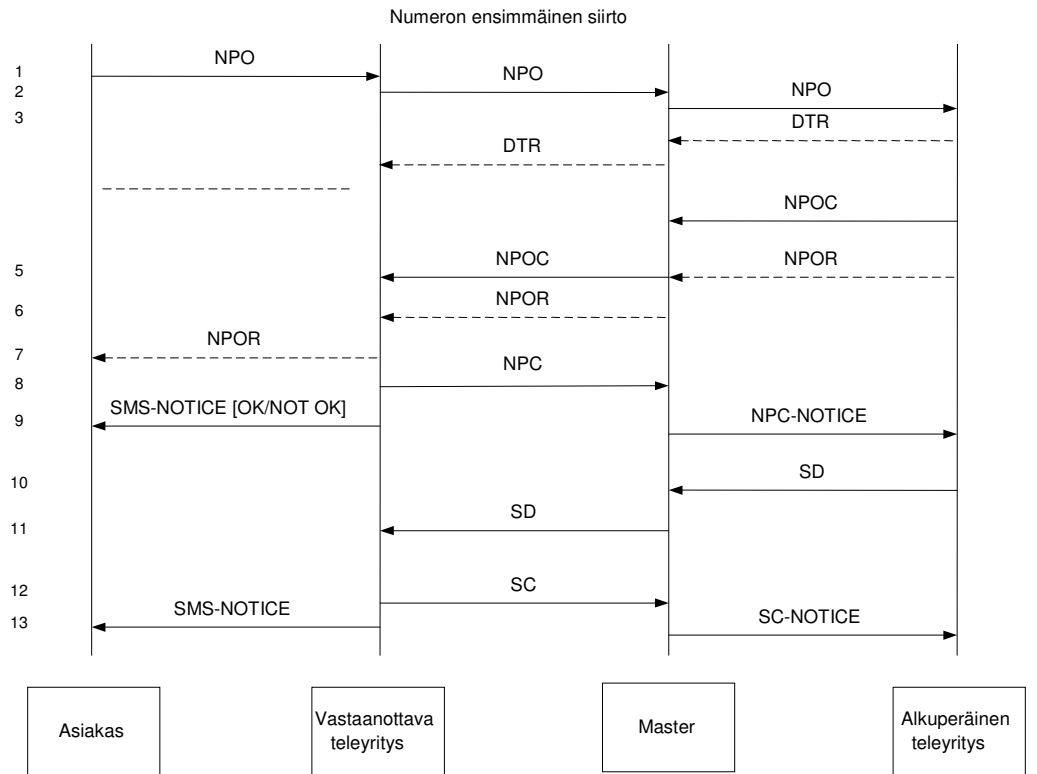 Numeron ensimmäinen siirto
NPO
1
NPO
2
NPO
3
DTR
DTR
NPOC
NPOC
NPOR
5
NPOR
6
NPOR
7
NPC
8
SMS-NOTICE [OK/NOT OK]
NPC-NOTICE
9
SD
10
SD
11
SC
12
SMS-NOTICE
SC-NOTICE
13
Asiakas
Vastaanottava
teleyritys
Master
Alkuperäinen
teleyritys